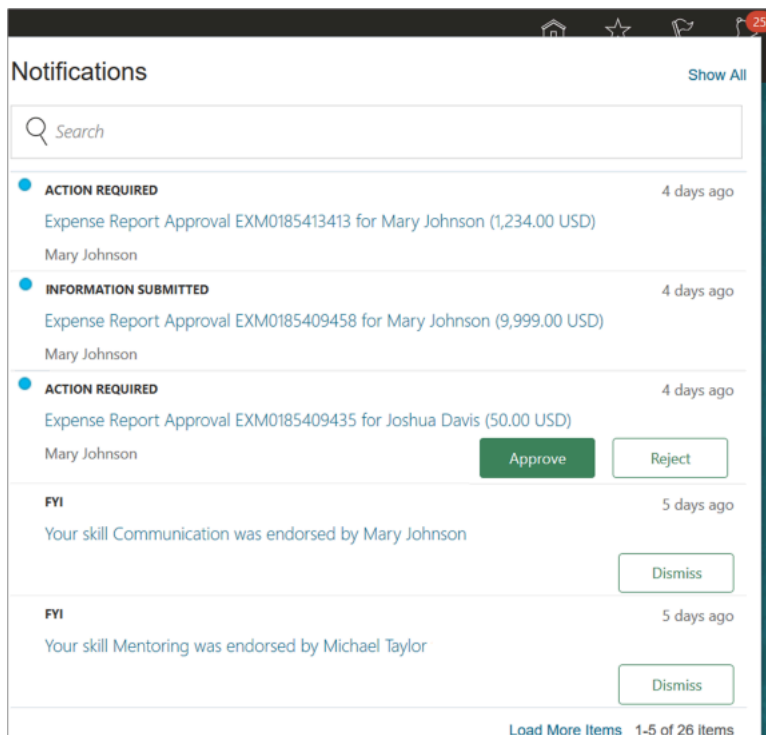 25
Notifications
Show All
Search
ACTION REQUIRED
4 days ago
Expense Report Approval EXM0185413413 for Mary Johnson (1,234.00 USD)
Mary Johnson
INFORMATION SUBMITTED
4 days ago
Expense Report Approval EXM0185409458 for Mary Johnson (9,999.00 USD)
Mary Johnson
ACTION REQUIRED
4 days ago
Expense Report Approval EXM0185409435 for Joshua Davis (50.00 USD)
Mary Johnson
Approve
Reject
FYI
5 days ago
Your skill Communication was endorsed by Mary Johnson
Dismiss
FYI
5 days ago
Your skill Mentoring was endorsed by Michael Taylor
Dismiss
Load More Items 1-5 of 26 items